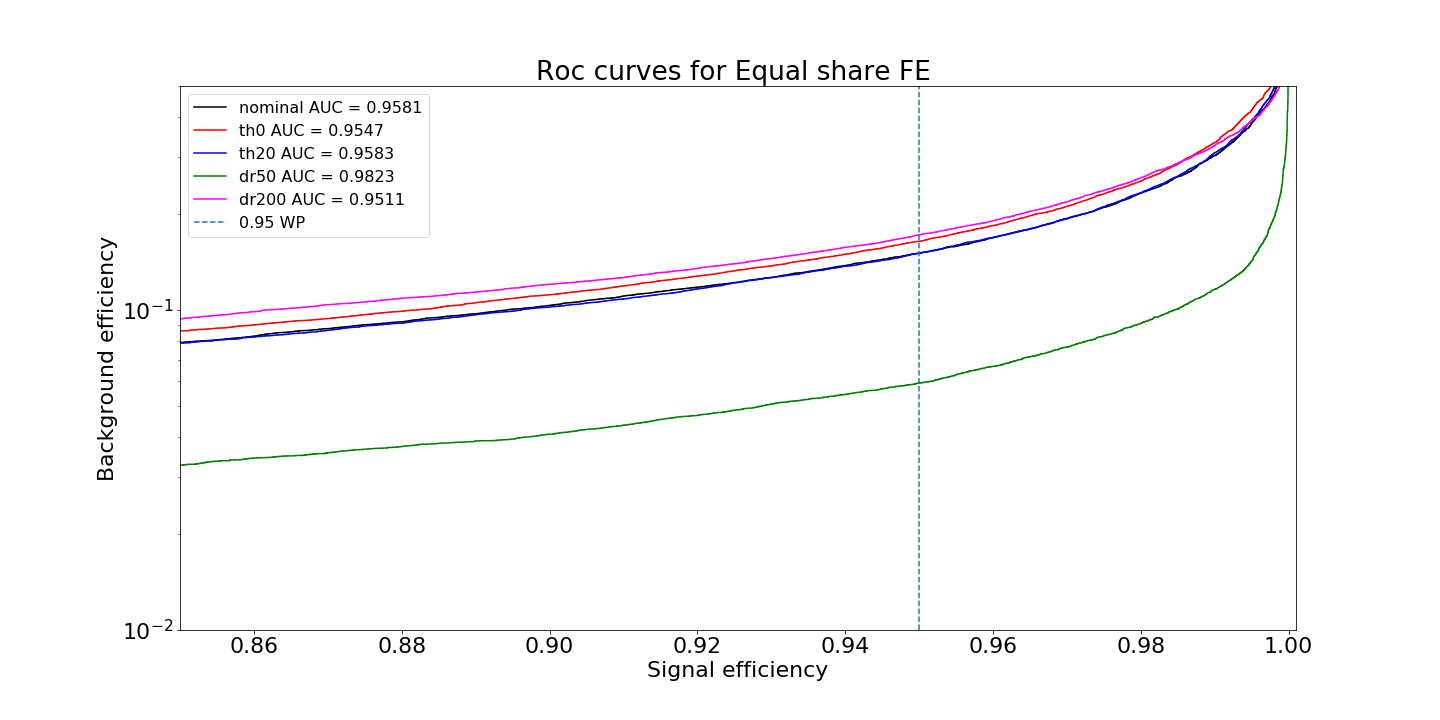 Roc curves for Equal share FE
nominal AUC = 0.9581
th0 AUC = 0.9547
th20 AUC = 0.9583
dr50 AUC = 0.9823
dr200 AUC = 0.9511
0.95 WP
Background efficiency
10⁻¹
10⁻²
0.86 0.88 0.90 0.92 0.94 0.96 0.98 1.00
Signal efficiency